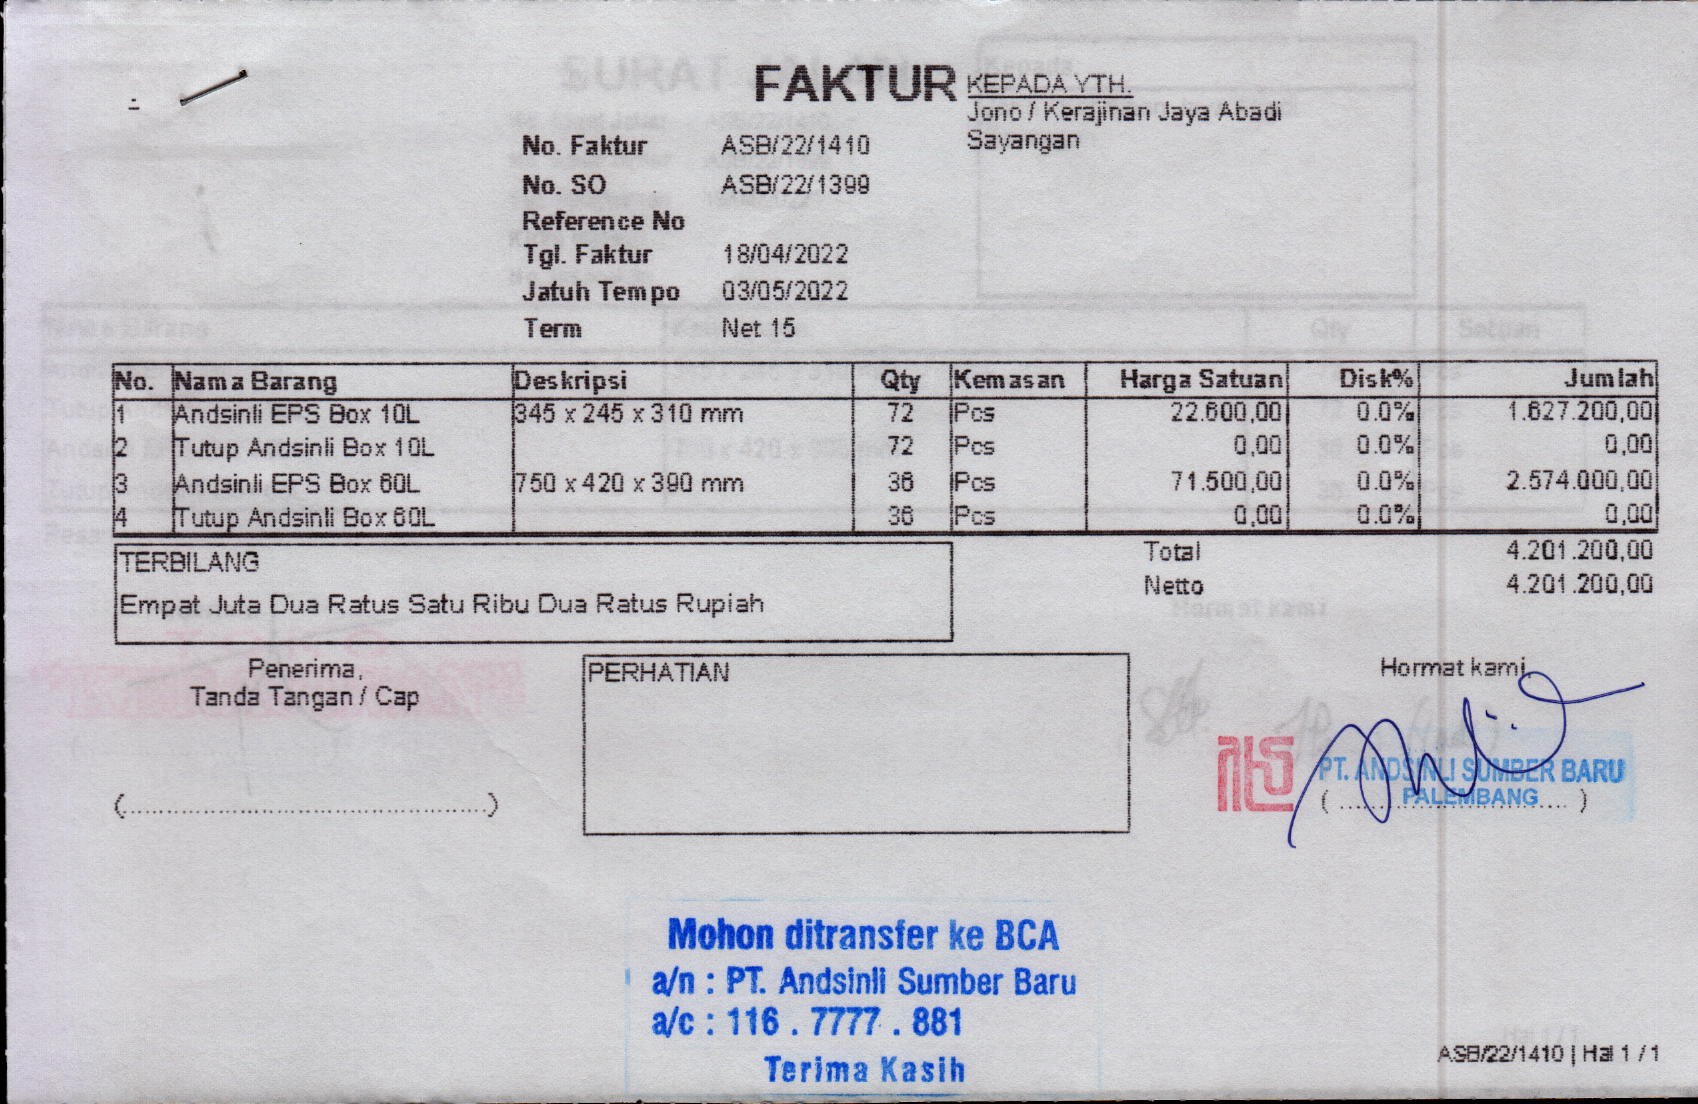 FAKTUR
KEPADA YTH.
Jono / Kerajinan Jaya Abadi
Sayangan
No. Faktur ASB/22/1410
No. SO ASB/22/1399
Reference No
Tgl. Faktur 18/04/2022
Jatuh Tempo 03/05/2022
Term Net 15
No. Nama Barang Deskripsi Qty Kemasan Harga Satuan Disk% Jumlah
1 Andsinli EPS Box 10L 345 x 245 x 310 mm 72 Pcs 22.600,00 0.0% 1.627.200,00
2 Tutup Andsinli Box 10L 72 Pcs 0,00 0.0% 0,00
3 Andsinli EPS Box 60L 750 x 420 x 390 mm 36 Pcs 71.500,00 0.0% 2.574.000,00
4 Tutup Andsinli Box 60L 36 Pcs 0,00 0.0% 0,00
TERBILANG
Empat Juta Dua Ratus Satu Ribu Dua Ratus Rupiah
Total 4.201.200,00
Netto 4.201.200,00
Penerima,
Tanda Tangan / Cap
PERHATIAN
Hormat kami,
PT. ANDSINLI SUMBER BARU
PALEMBANG
Mohon ditransfer ke BCA
a/n : PT. Andsinli Sumber Baru
a/c : 116 . 7777 . 881
Terima Kasih
ASB/22/1410 | Hal 1 / 1